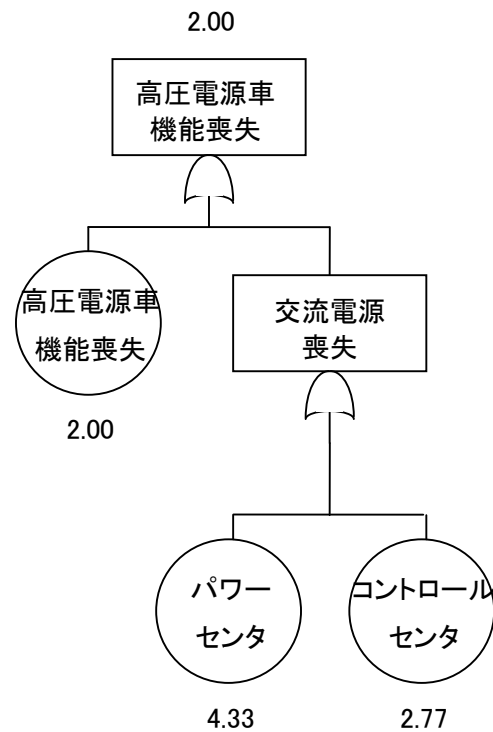 2.00
高圧電源車
機能喪失
高圧電源車
機能喪失
2.00
交流電源
喪失
パワー
センタ
4.33
コントロール
センタ
2.77